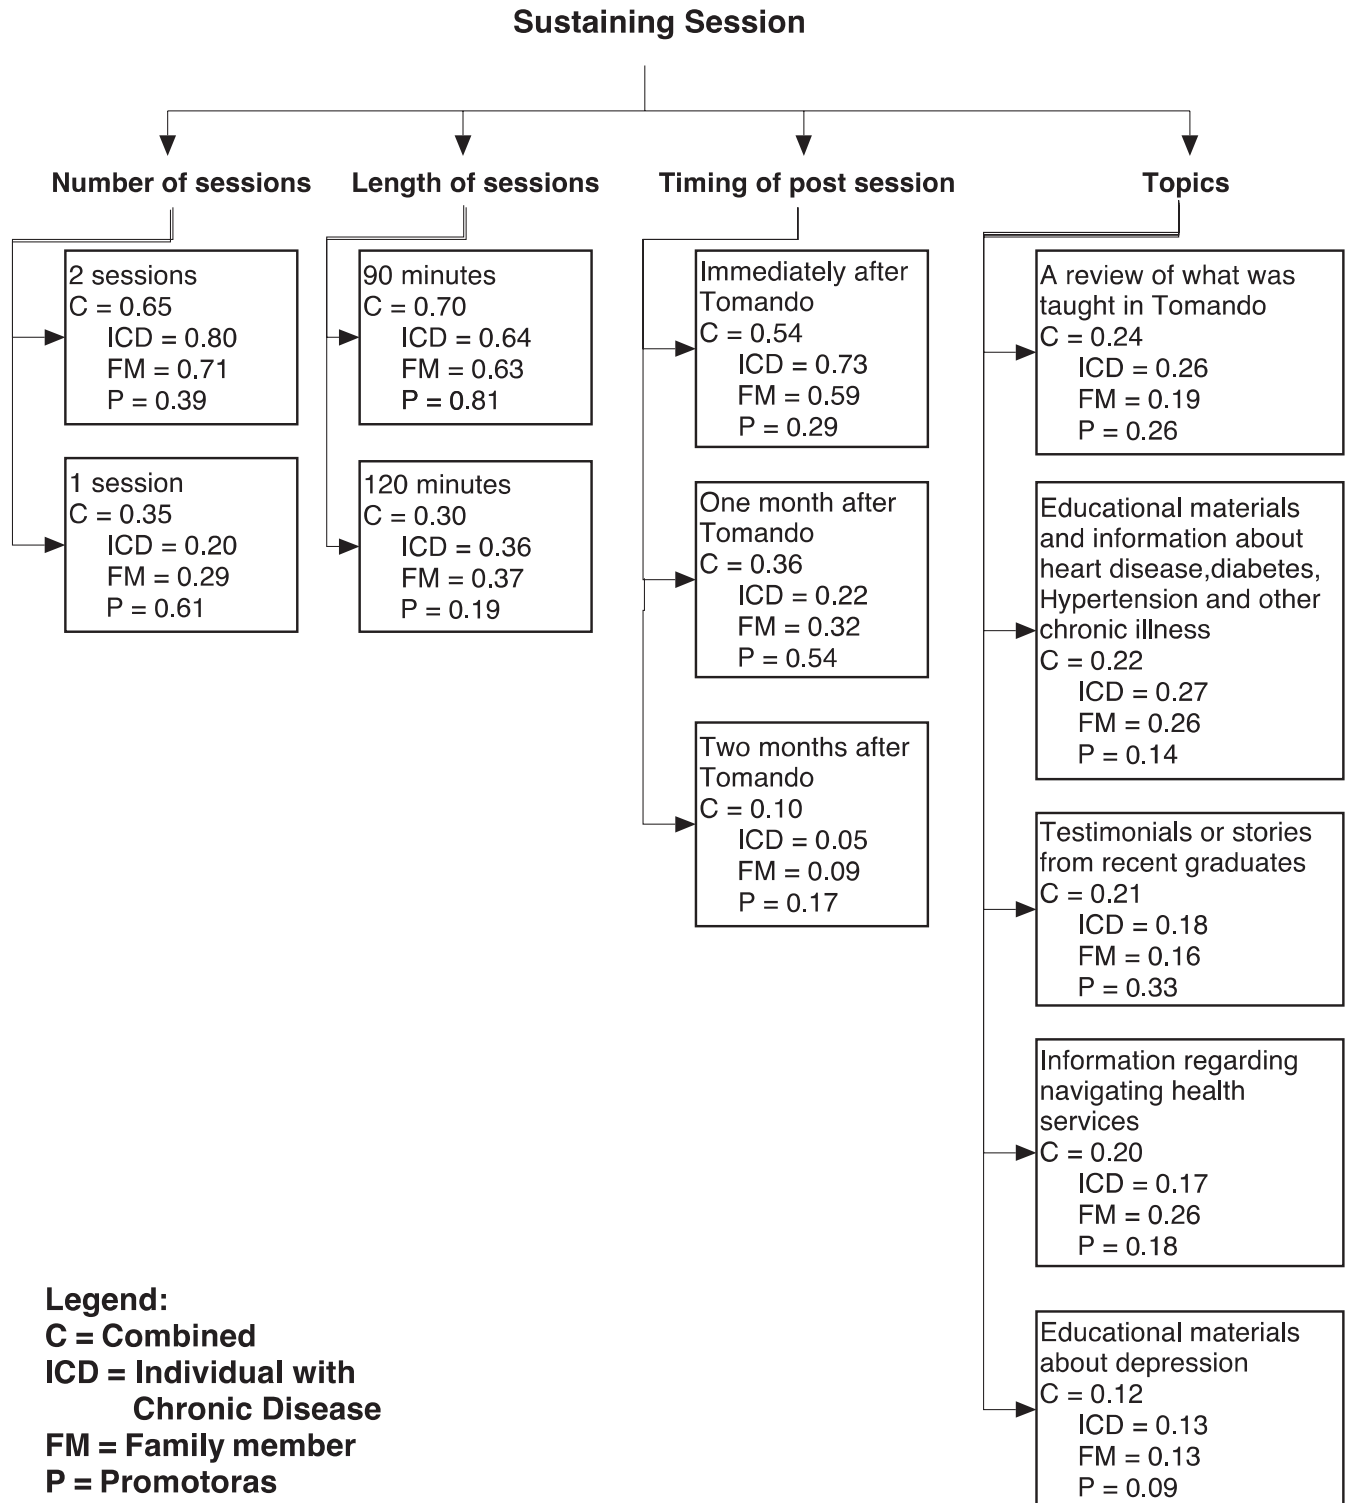 Sustaining Session
Number of sessions
2 sessions
C = 0.65
ICD = 0.80
FM = 0.71
P = 0.39
1 session
C = 0.35
ICD = 0.20
FM = 0.29
P = 0.61
Length of sessions
90 minutes
C = 0.70
ICD = 0.64
FM = 0.63
P = 0.81
120 minutes
C = 0.30
ICD = 0.36
FM = 0.37
P = 0.19
Timing of post session
Immediately after
Tomando
C = 0.54
ICD = 0.73
FM = 0.59
P = 0.29
One month after
Tomando
C = 0.36
ICD = 0.22
FM = 0.32
P = 0.54
Two months after
Tomando
C = 0.10
ICD = 0.05
FM = 0.09
P = 0.17
Topics
A review of what was
taught in Tomando
C = 0.24
ICD = 0.26
FM = 0.19
P = 0.26
Educational materials
and information about
heart disease,diabetes,
Hypertension and other
chronic illness
C = 0.22
ICD = 0.27
FM = 0.26
P = 0.14
Testimonials or stories
from recent graduates
C = 0.21
ICD = 0.18
FM = 0.16
P = 0.33
Information regarding
navigating health
services
C = 0.20
ICD = 0.17
FM = 0.26
P = 0.18
Educational materials
about depression
C = 0.12
ICD = 0.13
FM = 0.13
P = 0.09
Legend:
C = Combined
ICD = Individual with
Chronic Disease
FM = Family member
P = Promotoras